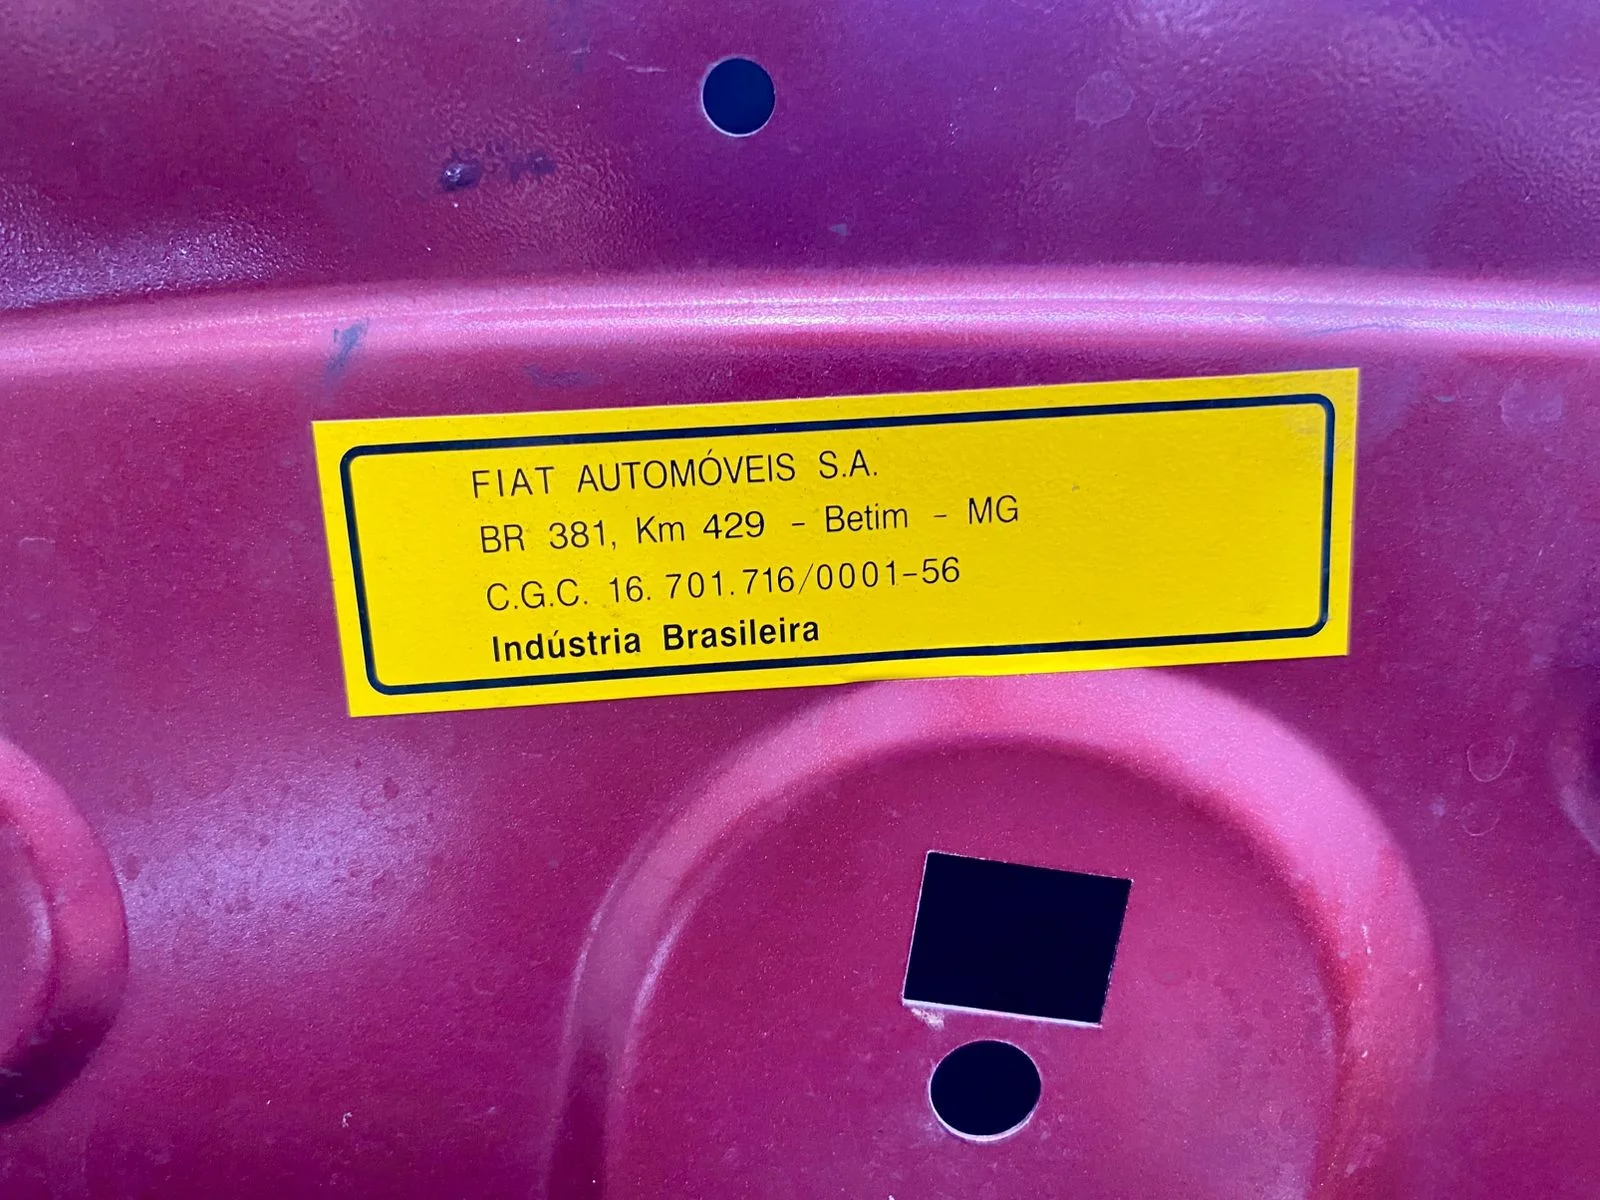 FIAT AUTOMÓVEIS S.A.
BR 381, Km 429 - Betim - MG
C.G.C. 16. 701.716/0001-56
Indústria Brasileira